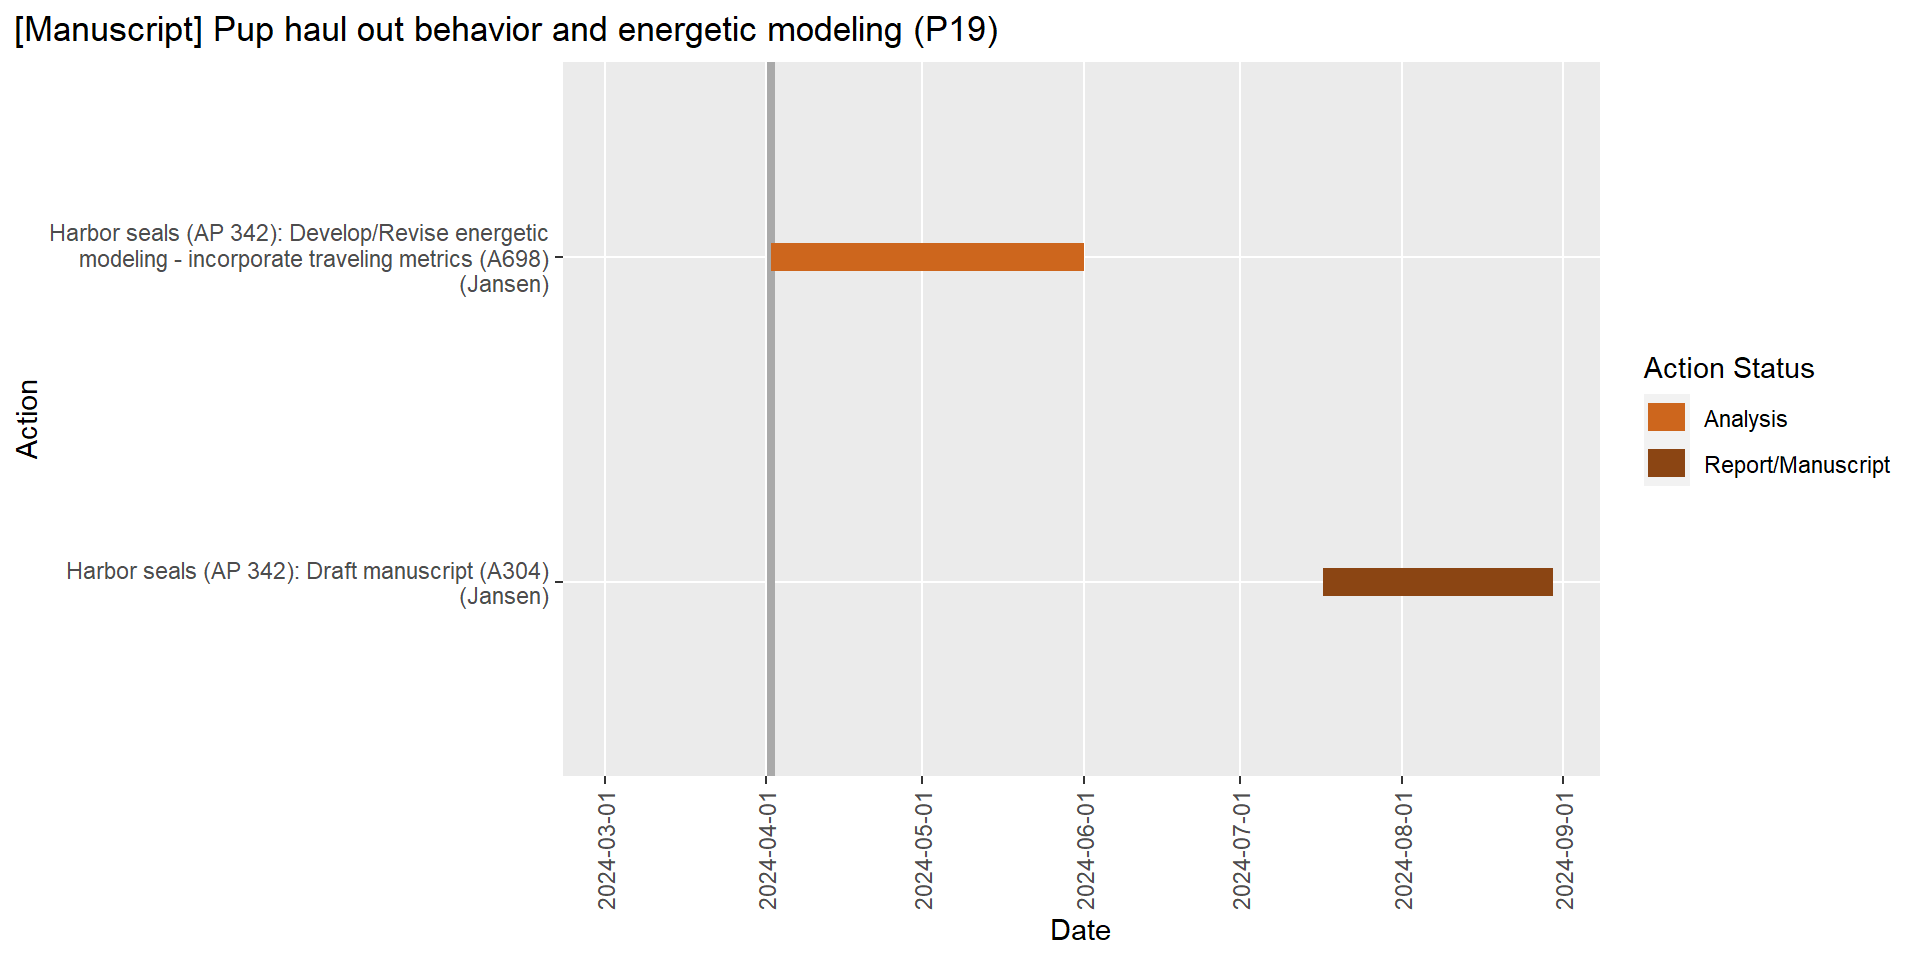 [Manuscript] Pup haul out behavior and energetic modeling (P19)
Harbor seals (AP 342): Develop/Revise energetic
modeling - incorporate traveling metrics (A698)
(Jansen)
Action
Harbor seals (AP 342): Draft manuscript (A304)
(Jansen)
Action Status
Analysis
Report/Manuscript
2024-03-01
2024-04-01
2024-05-01
2024-06-01
2024-07-01
2024-08-01
2024-09-01
Date